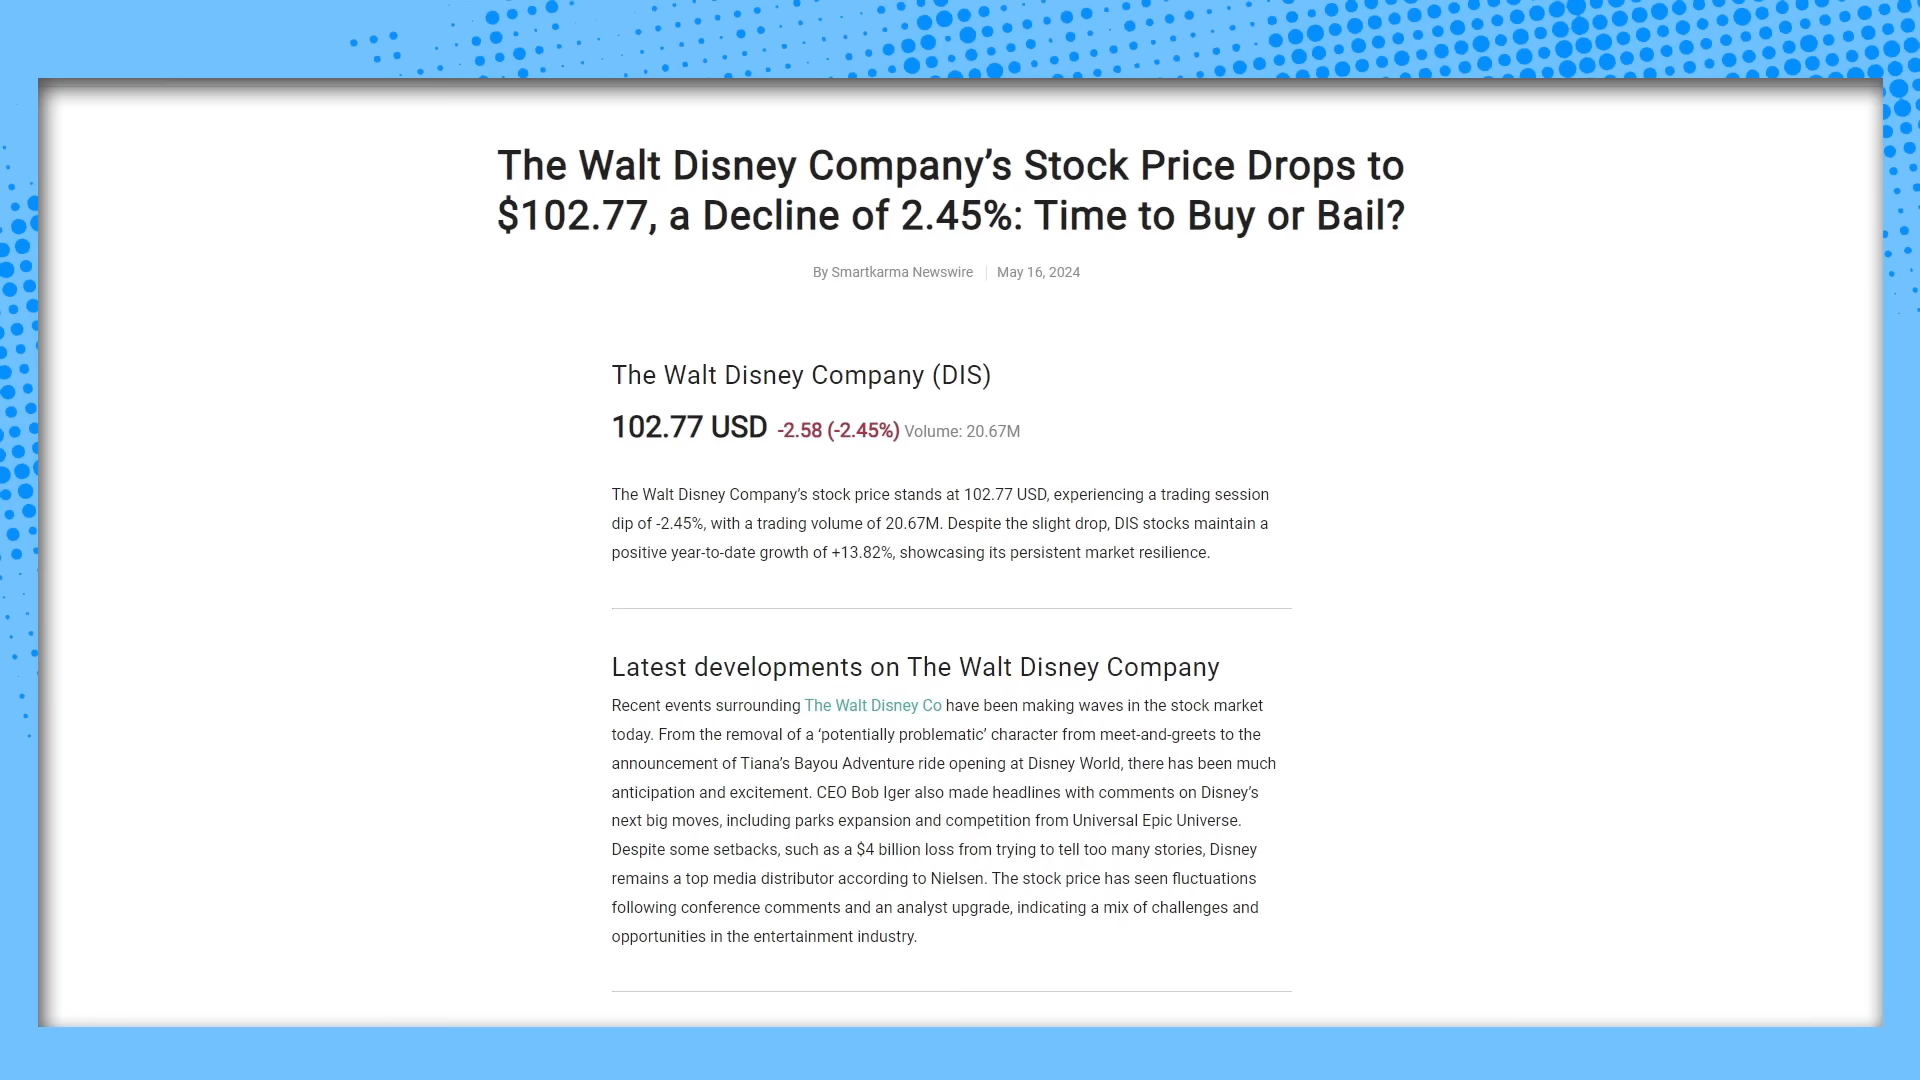 The Walt Disney Company’s Stock Price Drops to
$102.77, a Decline of 2.45%: Time to Buy or Bail?
By Smartkarma Newswire May 16, 2024
The Walt Disney Company (DIS)
102.77 USD -2.58 (-2.45%) Volume: 20.67M
The Walt Disney Company’s stock price stands at 102.77 USD, experiencing a trading session
dip of -2.45%, with a trading volume of 20.67M. Despite the slight drop, DIS stocks maintain a
positive year-to-date growth of +13.82%, showcasing its persistent market resilience.
Latest developments on The Walt Disney Company
Recent events surrounding The Walt Disney Co have been making waves in the stock market
today. From the removal of a ‘potentially problematic’ character from meet-and-greets to the
announcement of Tiana’s Bayou Adventure ride opening at Disney World, there has been much
anticipation and excitement. CEO Bob Iger also made headlines with comments on Disney’s
next big moves, including parks expansion and competition from Universal Epic Universe.
Despite some setbacks, such as a $4 billion loss from trying to tell too many stories, Disney
remains a top media distributor according to Nielsen. The stock price has seen fluctuations
following conference comments and an analyst upgrade, indicating a mix of challenges and
opportunities in the entertainment industry.